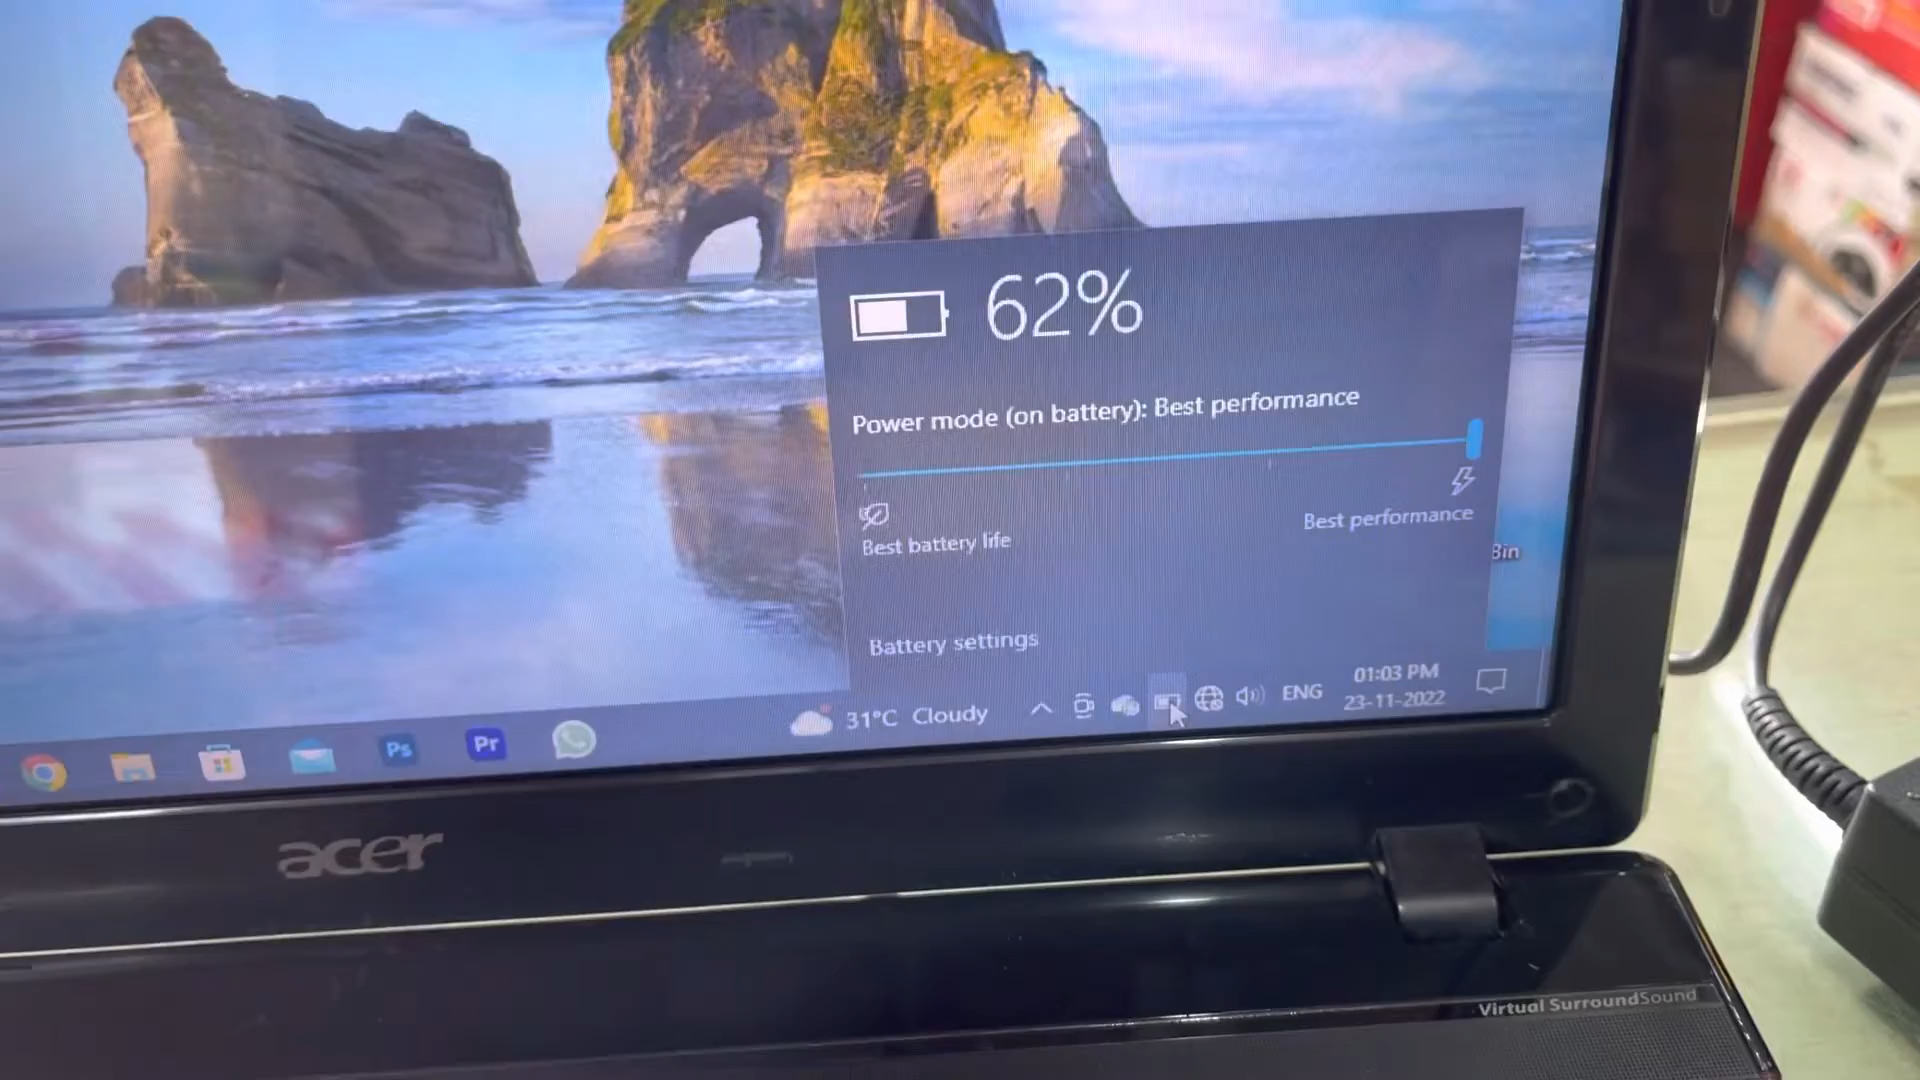 62%
Power mode (on battery): Best performance
Best battery life
Best performance
Bin
Battery settings
Ps
Pr
31°C Cloudy
ENG
01:03 PM
23-11-2022
acer
Virtual SurroundSound